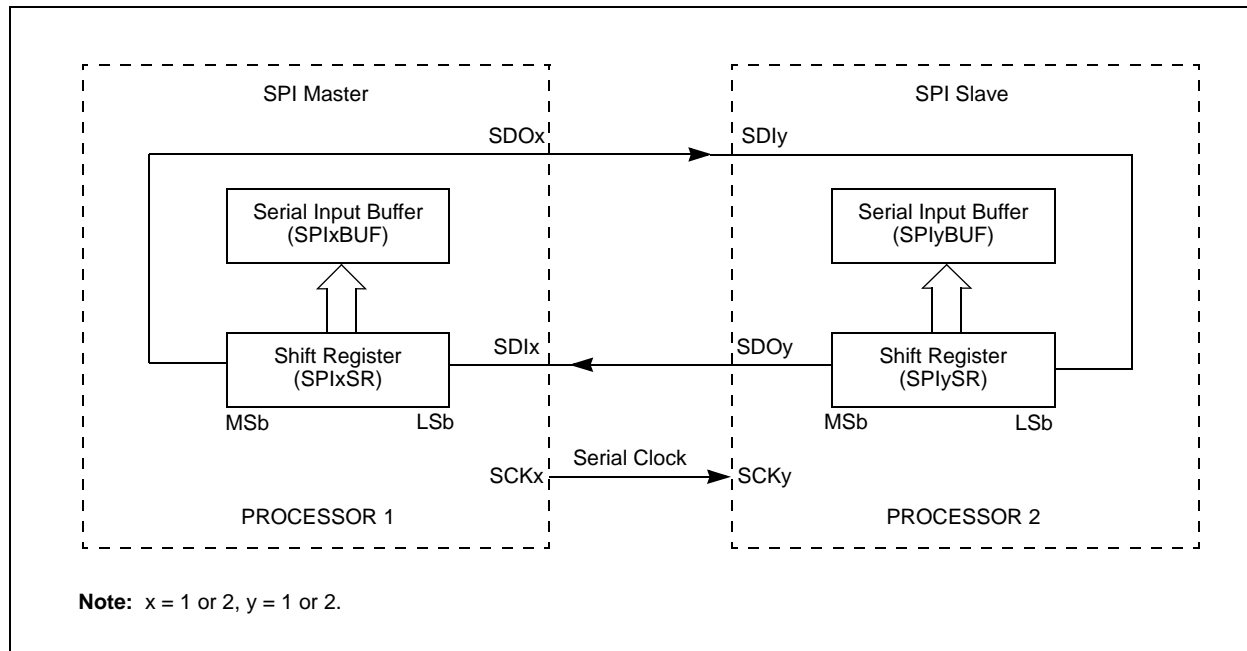 SPI Master
SPI Slave
SDOx
SDIy
Serial Input Buffer
(SPIxBUF)
Serial Input Buffer
(SPIyBUF)
Shift Register
(SPIxSR)
SDIx
SDOy
Shift Register
(SPIySR)
MSb
LSb
MSb
LSb
Serial Clock
SCKx
SCKy
PROCESSOR 1
PROCESSOR 2
Note: x = 1 or 2, y = 1 or 2.